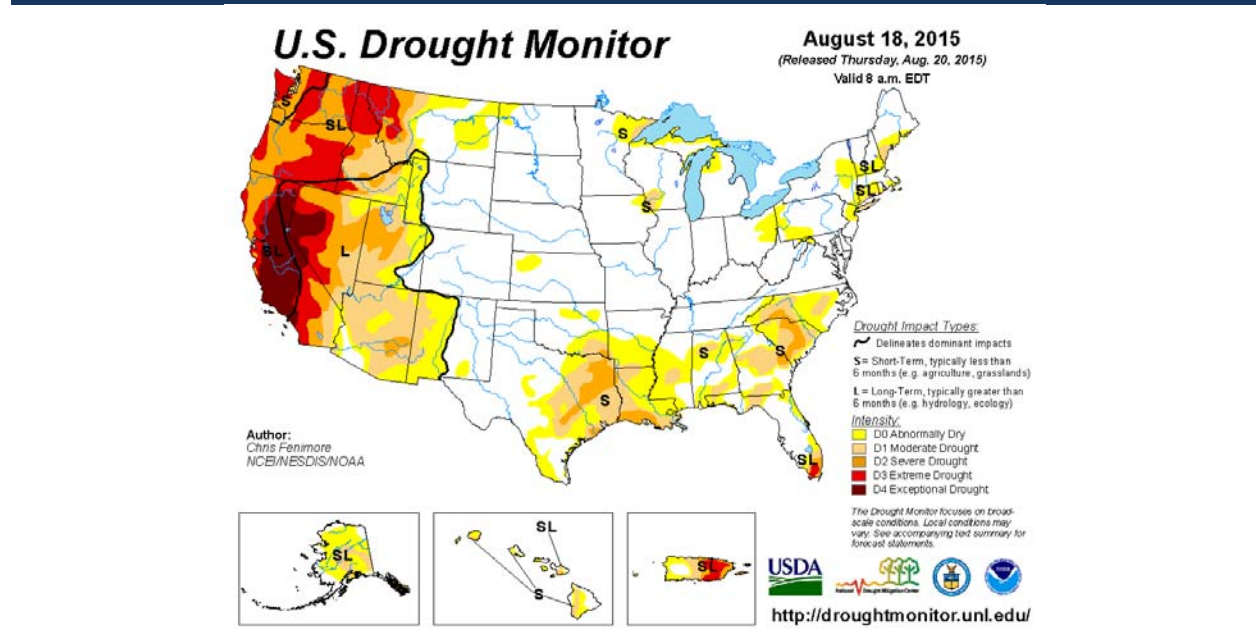 U.S. Drought Monitor
August 18, 2015
(Released Thursday, Aug. 20, 2015)
Valid 8 a.m. EDT
S
SL
S
SL
SL
S
SL
L
S
S
S
SL
Drought Impact Types:
Delineates dominant impacts
S = Short-Term, typically less than
6 months (e.g. agriculture, grasslands)
L = Long-Term, typically greater than
6 months (e.g. hydrology, ecology)
Intensity:
D0 Abnormally Dry
D1 Moderate Drought
D2 Severe Drought
D3 Extreme Drought
D4 Exceptional Drought
Author:
Chris Fenimore
NCEI/NESDIS/NOAA
The Drought Monitor focuses on broad-
scale conditions. Local conditions may
vary. See accompanying text summary for
forecast statements.
SL
SL
S
SL
USDA
National Drought Mitigation Center
http://droughtmonitor.unl.edu/